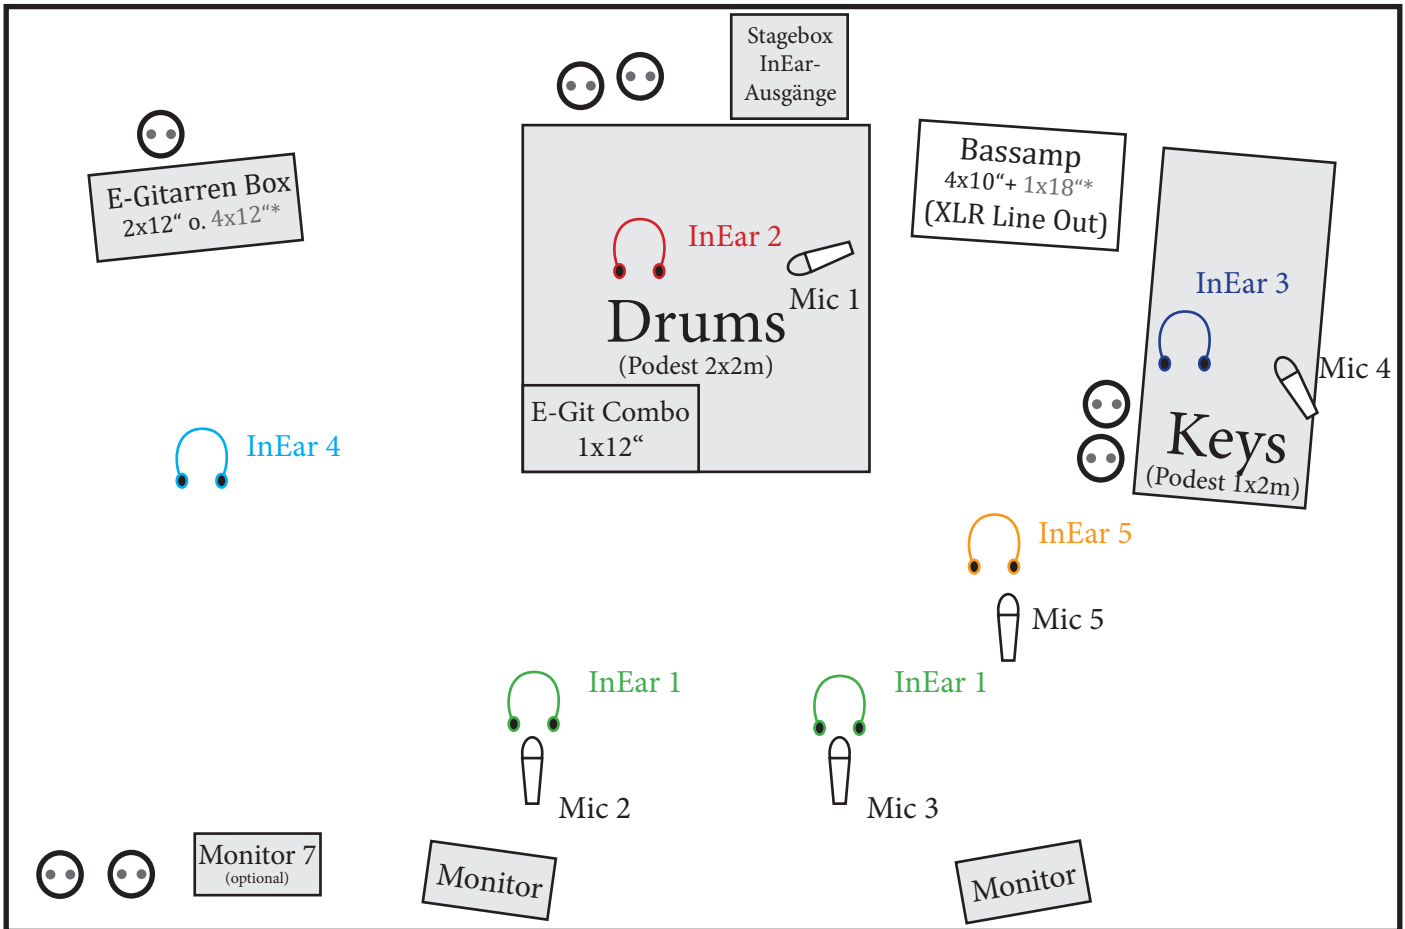 Stagebox
InEar-
Ausgänge
E-Gitarren Box
2x12“ o. 4x12“*
Bassamp
4x10“+ 1x18“*
(XLR Line Out)
InEar 2
Mic 1
Drums
(Podest 2x2m)
E-Git Combo
1x12“
InEar 3
Mic 4
Keys
(Podest 1x2m)
InEar 4
InEar 5
Mic 5
InEar 1
InEar 1
Mic 2
Mic 3
Monitor 7
(optional)
Monitor
Monitor